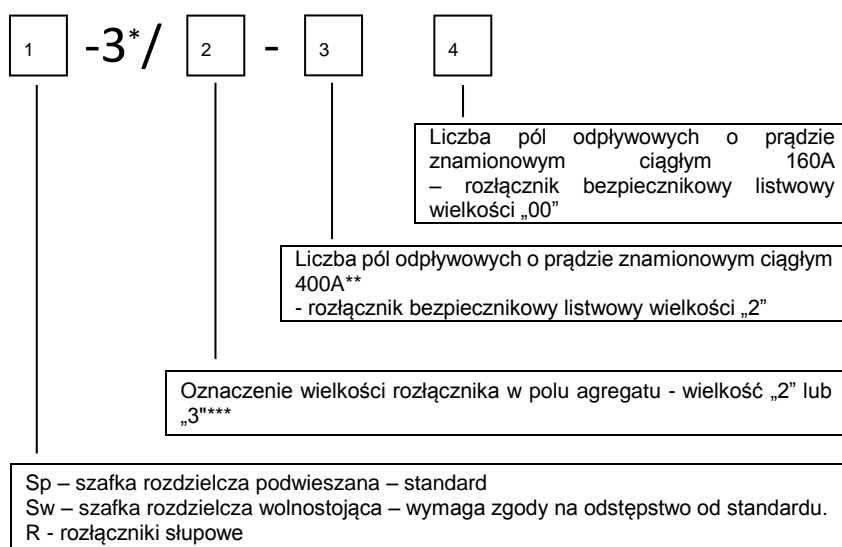 1 -3*/ 2 - 3 4
Liczba pól odpływowych o prądzie
znamionowym ciągłym 160A
– rozłącznik bezpiecznikowy listwowy
wielkości „00”
Liczba pól odpływowych o prądzie znamionowym ciągłym
400A**
- rozłącznik bezpiecznikowy listwowy wielkości „2”
Oznaczenie wielkości rozłącznika w polu agregatu - wielkość „2” lub
„3"***
Sp – szafka rozdzielcza podwieszana – standard
Sw – szafka rozdzielcza wolnostojąca – wymaga zgody na odstępstwo od standardu.
R - rozłączniki słupowe